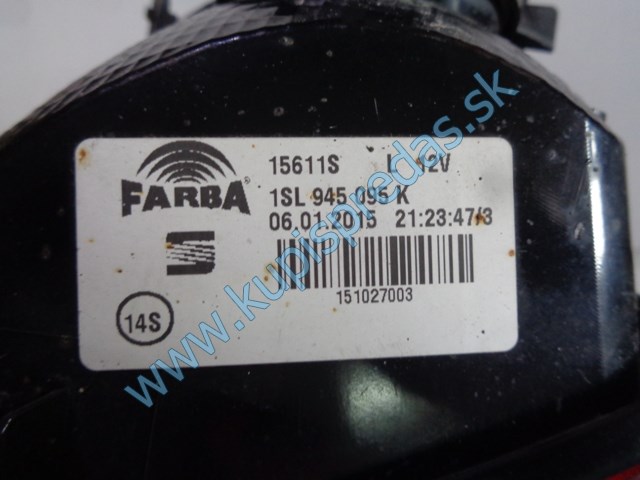 15611S L 12V
FARBA
1SL 945 095 K
06.01.2015 21:23:47/3
S
151027003
14S
www.kupispredas.sk